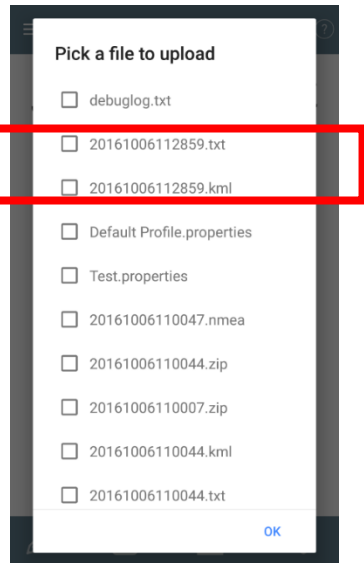 Pick a file to upload
debuglog.txt
20161006112859.txt
20161006112859.kml
Default Profile.properties
Test.properties
20161006110047.nmea
20161006110044.zip
20161006110007.zip
20161006110044.kml
20161006110044.txt
OK